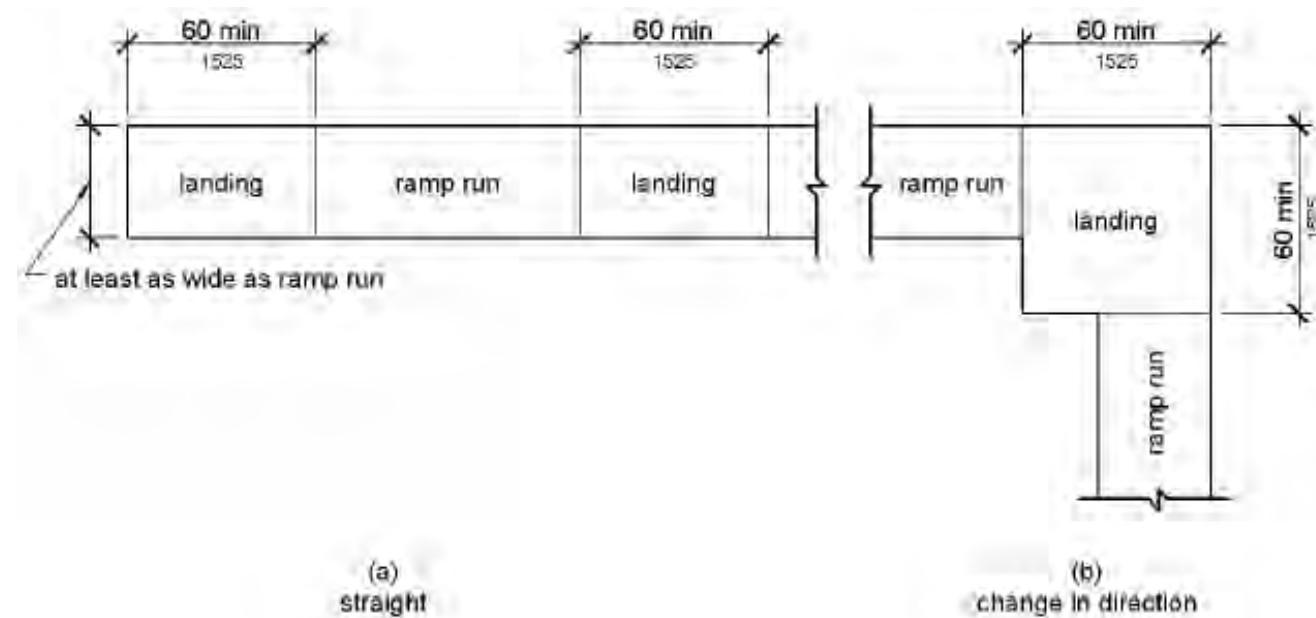 60 min
1525
60 min
1525
60 min
1525
landing
ramp run
landing
ramp run
landing
60 min
1525
at least as wide as ramp run
ramp run
(a)
straight
(b)
change in direction